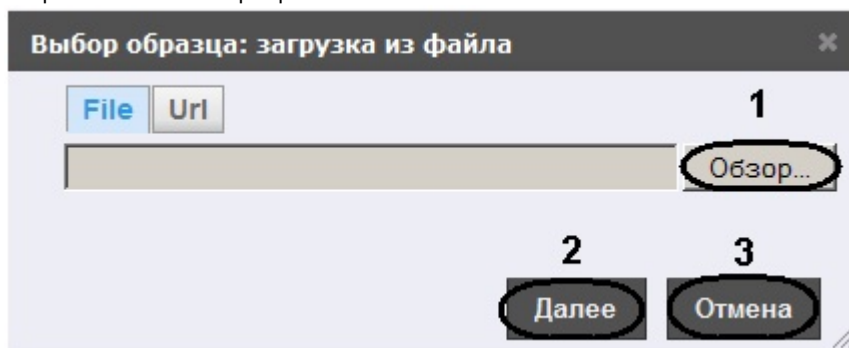 Выбор образца: загрузка из файла
File Url
1
Обзор...
2 3
Далее Отмена